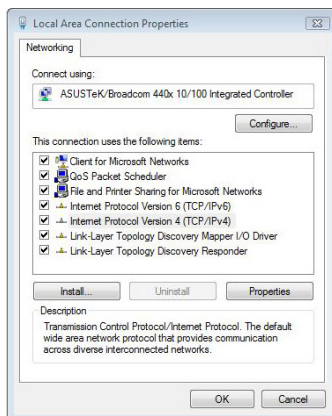 Local Area Connection Properties
Networking
Connect using:
ASUSTeK/Broadcom 440x 10/100 Integrated Controller
Configure...
This connection uses the following items:
Client for Microsoft Networks
QoS Packet Scheduler
File and Printer Sharing for Microsoft Networks
Internet Protocol Version 6 (TCP/IPv6)
Internet Protocol Version 4 (TCP/IPv4)
Link-Layer Topology Discovery Mapper I/O Driver
Link-Layer Topology Discovery Responder
Install... Uninstall Properties
Description
Transmission Control Protocol/Internet Protocol. The default
wide area network protocol that provides communication
across diverse interconnected networks.
OK Cancel